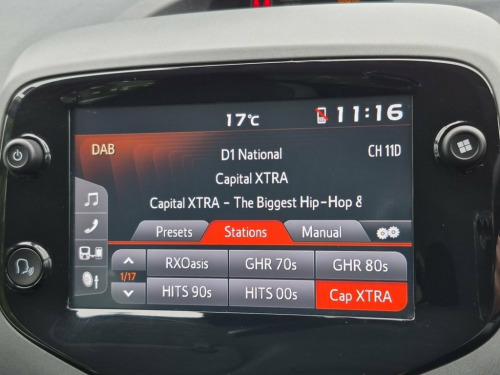 17°C
11:16
DAB
D1 National
CH 11D
Capital XTRA
Capital XTRA - The Biggest Hip-Hop &
Presets
Stations
Manual
RXOasis
GHR 70s
GHR 80s
1/17
HITS 90s
HITS 00s
Cap XTRA